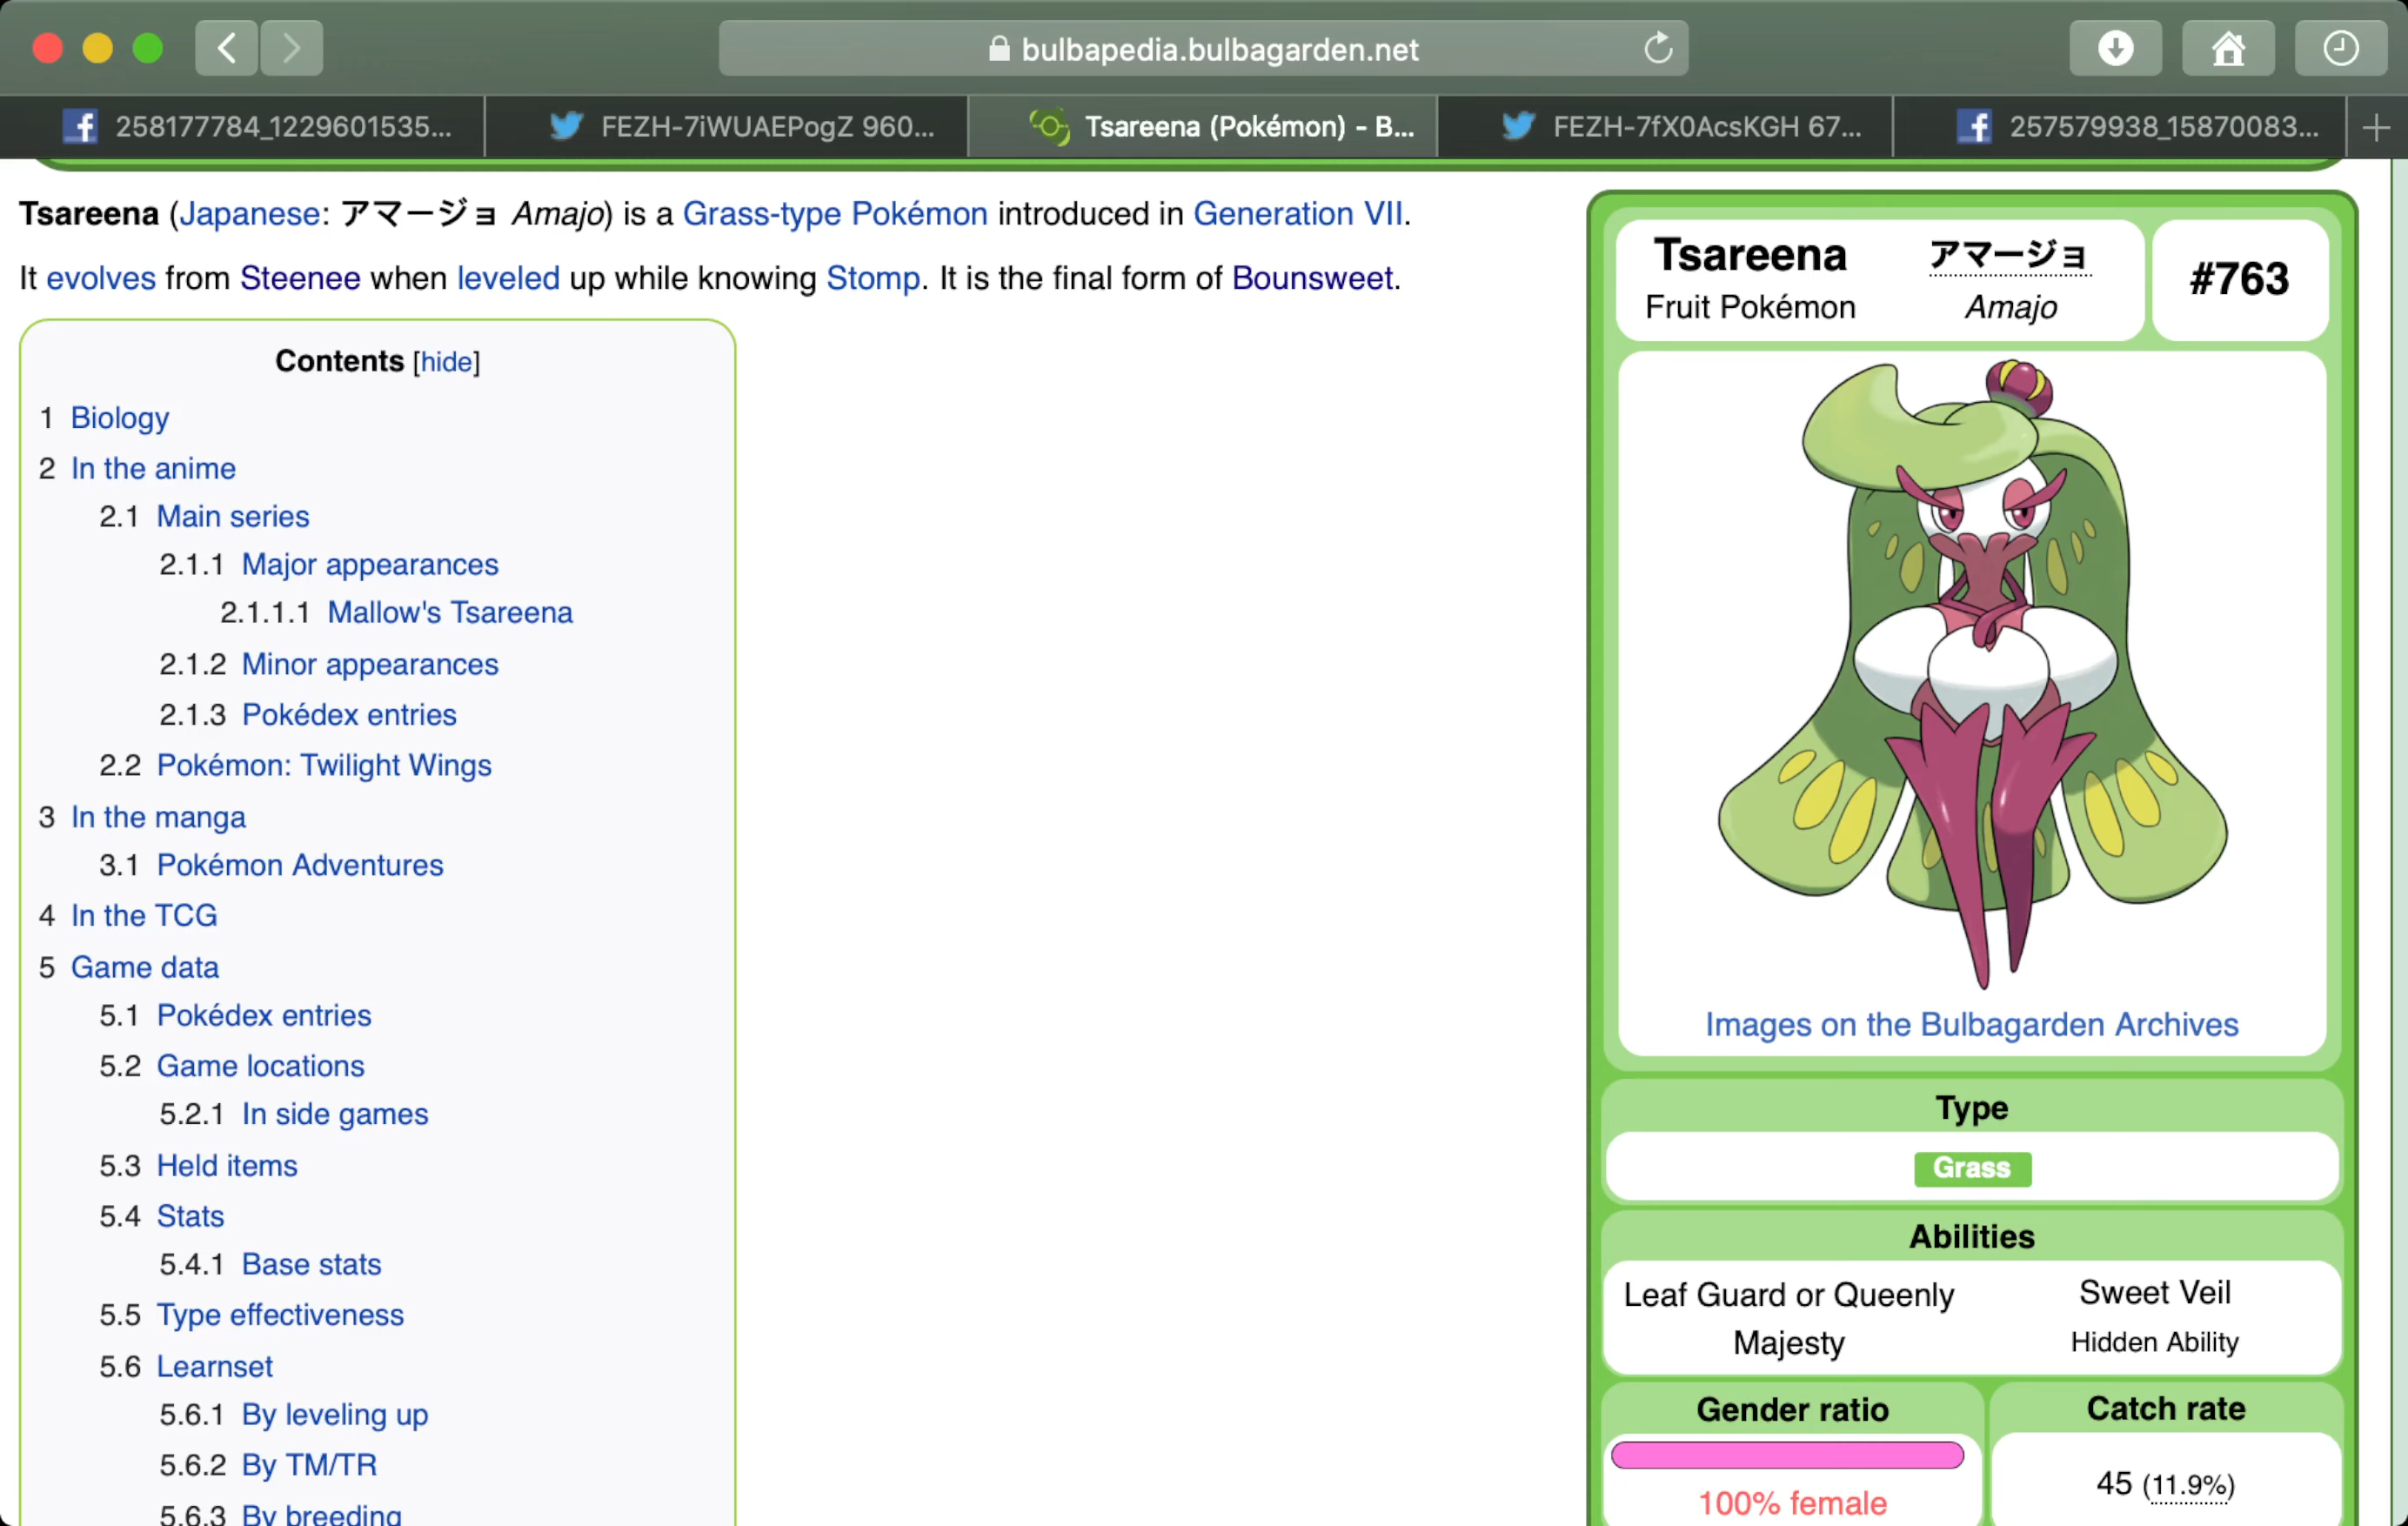 bulbapedia.bulbagarden.net
258177784_1229601535...
FEZH-7iWUAEPogZ 960...
Tsareena (Pokémon) - B...
FEZH-7fX0AcsKGH 67...
257579938_15870083...
Tsareena (Japanese: アマージョ Amajo) is a Grass-type Pokémon introduced in Generation VII.
It evolves from Steenee when leveled up while knowing Stomp. It is the final form of Bounsweet.
Contents [hide]
1 Biology
2 In the anime
2.1 Main series
2.1.1 Major appearances
2.1.1.1 Mallow's Tsareena
2.1.2 Minor appearances
2.1.3 Pokédex entries
2.2 Pokémon: Twilight Wings
3 In the manga
3.1 Pokémon Adventures
4 In the TCG
5 Game data
5.1 Pokédex entries
5.2 Game locations
5.2.1 In side games
5.3 Held items
5.4 Stats
5.4.1 Base stats
5.5 Type effectiveness
5.6 Learnset
5.6.1 By leveling up
5.6.2 By TM/TR
5.6.3 By breeding
Tsareena
Fruit Pokémon
アマージョ
Amajo
#763
Images on the Bulbagarden Archives
Type
Grass
Abilities
Leaf Guard or Queenly
Majesty
Sweet Veil
Hidden Ability
Gender ratio
100% female
Catch rate
45 (11.9%)